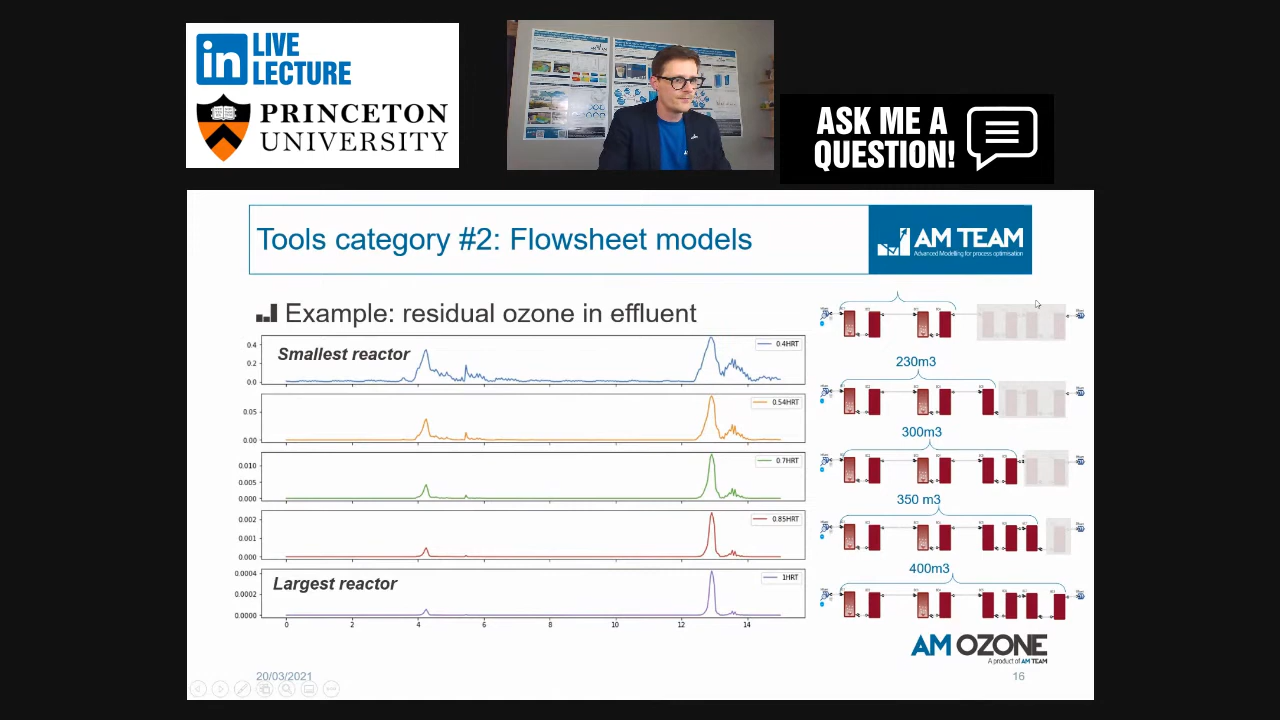 in LIVE
LECTURE
PRINCETON
UNIVERSITY
ASK ME A
QUESTION!
Tools category #2: Flowsheet models
AM TEAM
Advanced Modelling for process optimisation
Example: residual ozone in effluent
Smallest reactor
0.4HRT
0.4
0.2
0.0
0.54HRT
0.05
0.00
0.7HRT
0.010
0.005
0.000
0.85HRT
0.002
0.001
0.000
Largest reactor
1HRT
0.0004
0.0002
0.0000
0 2 4 6 8 10 12 14
230m3
300m3
350 m3
400m3
AM OZONE
A product of AM TEAM
20/03/2021
16